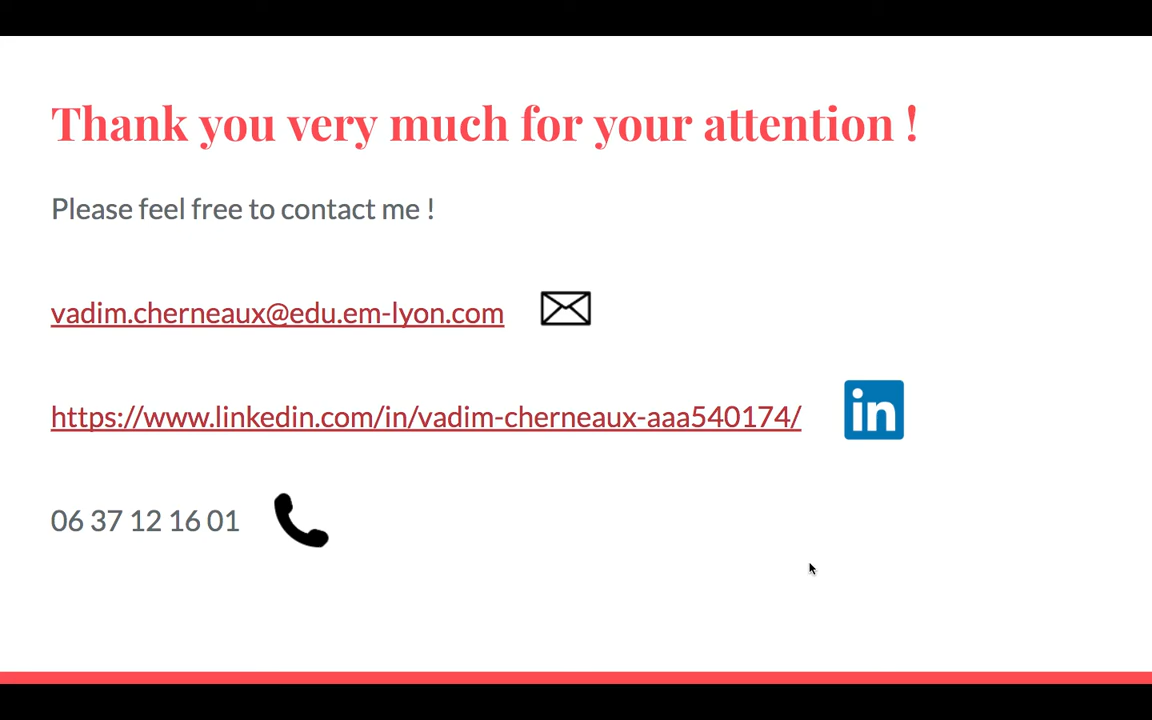 Thank you very much for your attention !
Please feel free to contact me !
vadim.cherneaux@edu.em-lyon.com
https://www.linkedin.com/in/vadim-cherneaux-aaa540174/
in
06 37 12 16 01